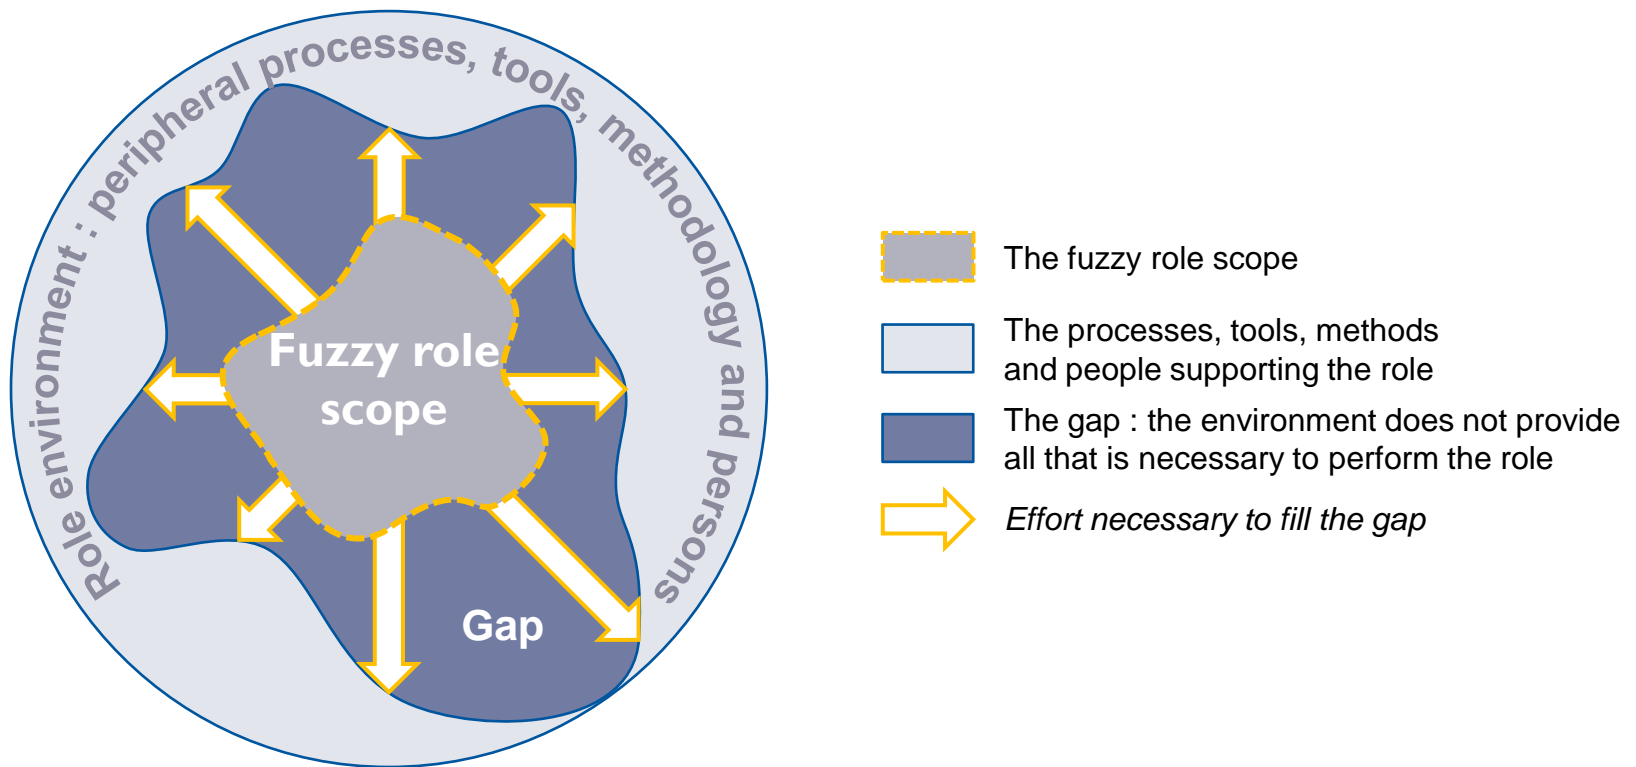 Role environment : peripheral processes, tools, methodology and persons
Fuzzy role
scope
Gap
The fuzzy role scope
The processes, tools, methods
and people supporting the role
The gap : the environment does not provide
all that is necessary to perform the role
Effort necessary to fill the gap